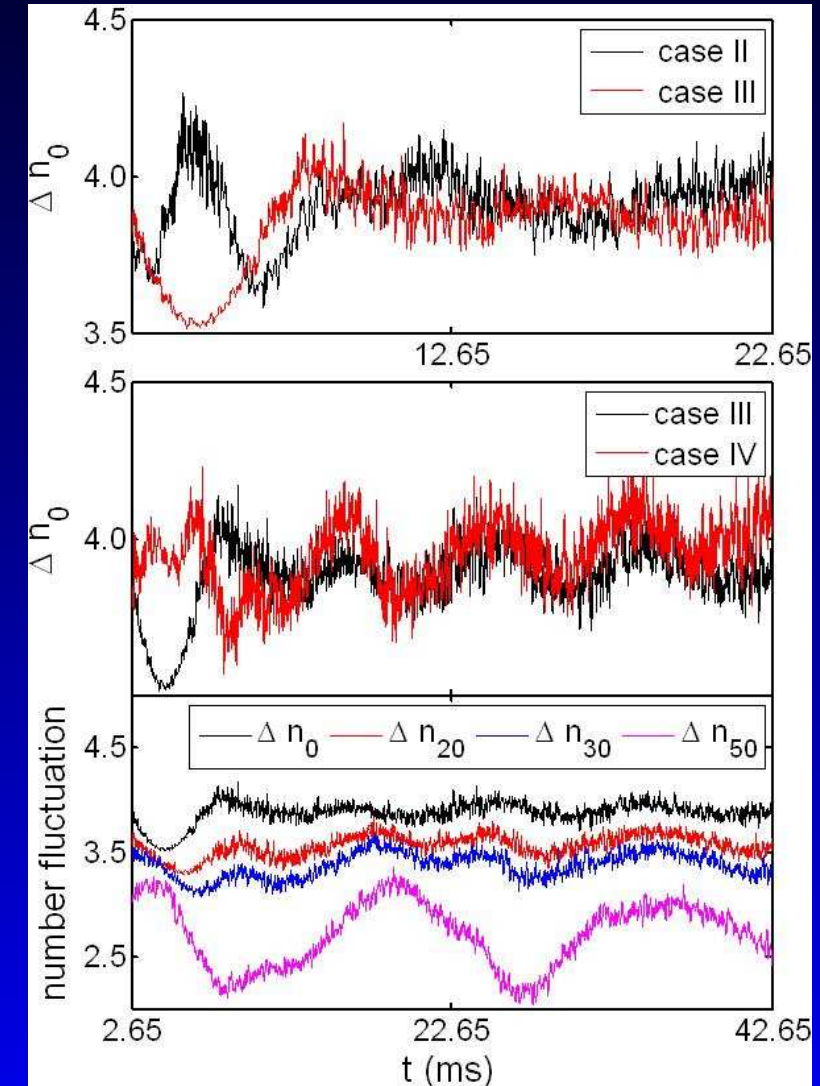 4.5
case II
case III
Δ n0
4.0
3.5
12.65
22.65
4.5
case III
case IV
Δ n0
4.0
Δ n0 Δ n20 Δ n30 Δ n50
number fluctuation
4.5
3.5
2.5
2.65
22.65
42.65
t (ms)